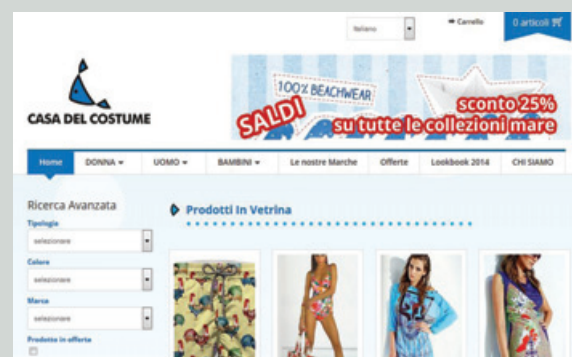 Italiano
Carrello
0 articoli
CASA DEL COSTUME
100% BEACHWEAR
SALDI
sconto 25%
su tutte le collezioni mare
Home DONNA UOMO BAMBINI Le nostre Marche Offerte Lookbook 2014 CHI SIAMO
Ricerca Avanzata
Tipologia
selezionare
Colore
selezionare
Marca
selezionare
Prodotto in offerta
Prodotti In Vetrina